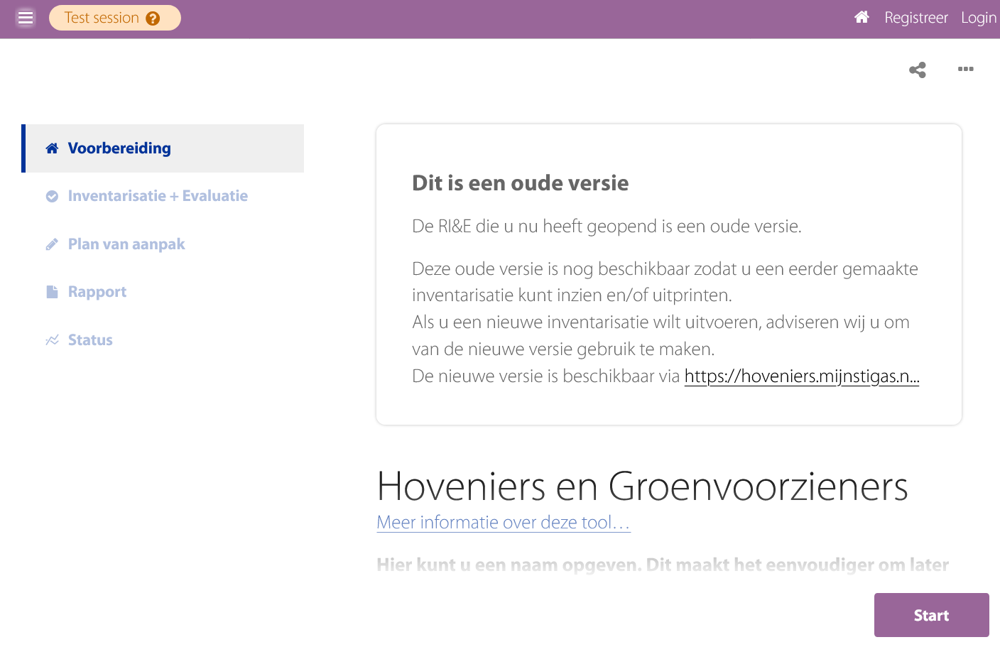 Test session
Registreer Login
Voorbereiding
Inventarisatie + Evaluatie
Plan van aanpak
Rapport
Status
Dit is een oude versie
De RI&E die u nu heeft geopend is een oude versie.
Deze oude versie is nog beschikbaar zodat u een eerder gemaakte
inventarisatie kunt inzien en/of uitprinten.
Als u een nieuwe inventarisatie wilt uitvoeren, adviseren wij u om
van de nieuwe versie gebruik te maken.
De nieuwe versie is beschikbaar via https://hoveniers.mijnstigas.n...
Hoveniers en Groenvoorzieners
Meer informatie over deze tool…
Hier kunt u een naam opgeven. Dit maakt het eenvoudiger om later
Start